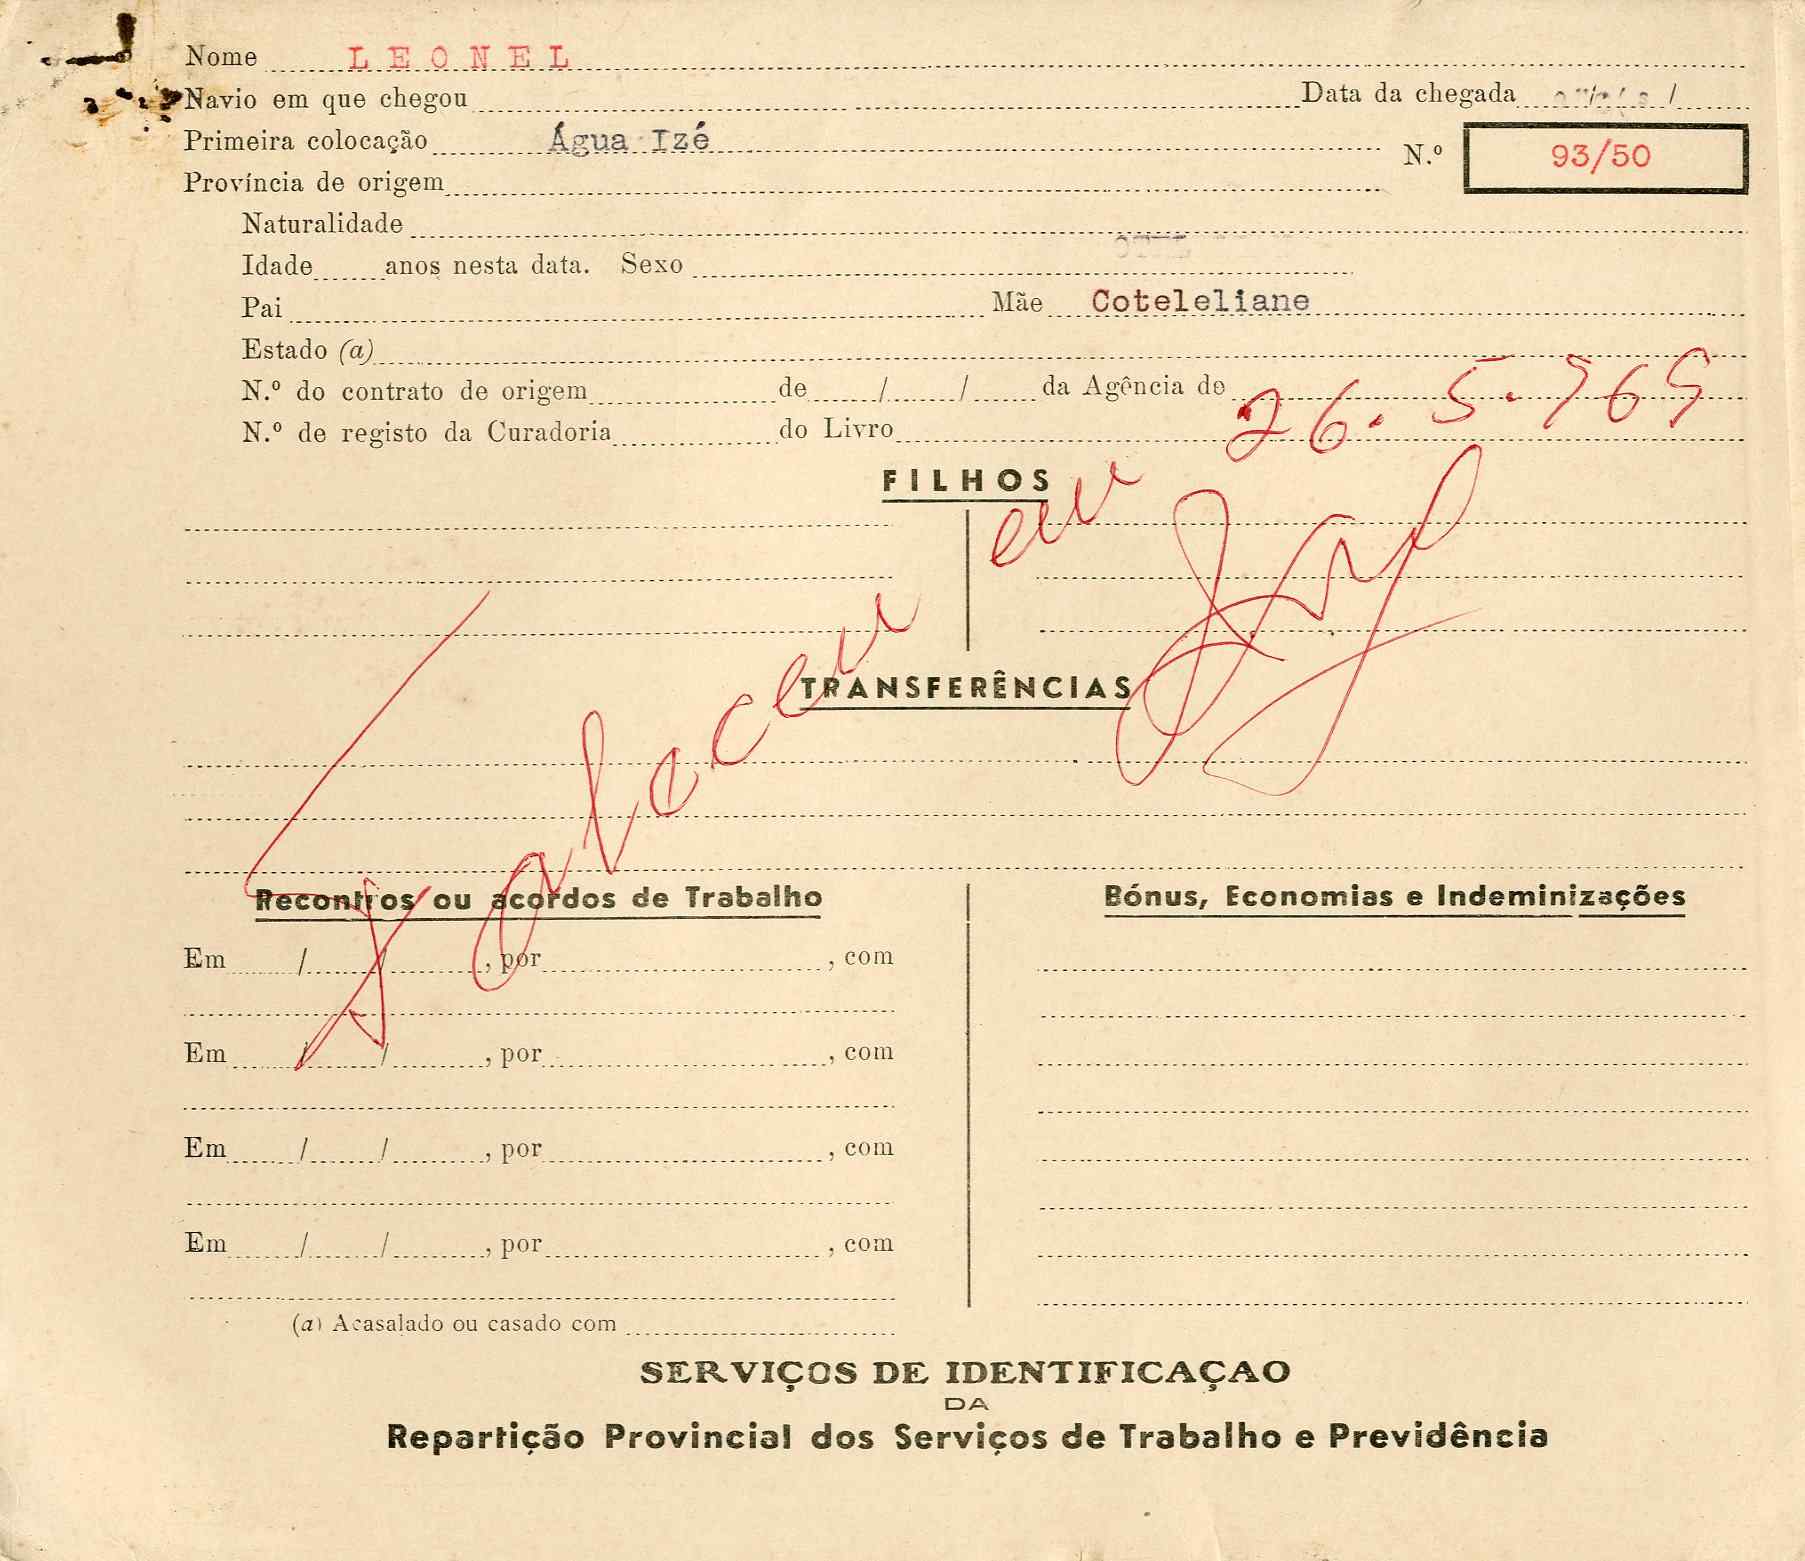 Nome LEONEL
Navio em que chegou Data da chegada / /
Primeira colocação Água Izé
N.º 93/50
Província de origem
Naturalidade
Idade anos nesta data. Sexo
Pai Mãe Coteleliane
Estado (a)
N.º do contrato de origem de / / da Agência de
N.º de registo da Curadoria do Livro
Faleceu em 26.5.969
FILHOS
TRANSFERÊNCIAS
Recontros ou acordos de Trabalho
Bónus, Economias e Indeminizações
Em / / , por , com
Em / / , por , com
Em / / , por , com
Em / / , por , com
(a) Acasalado ou casado com
SERVIÇOS DE IDENTIFICAÇAO
DA
Repartição Provincial dos Serviços de Trabalho e Previdência